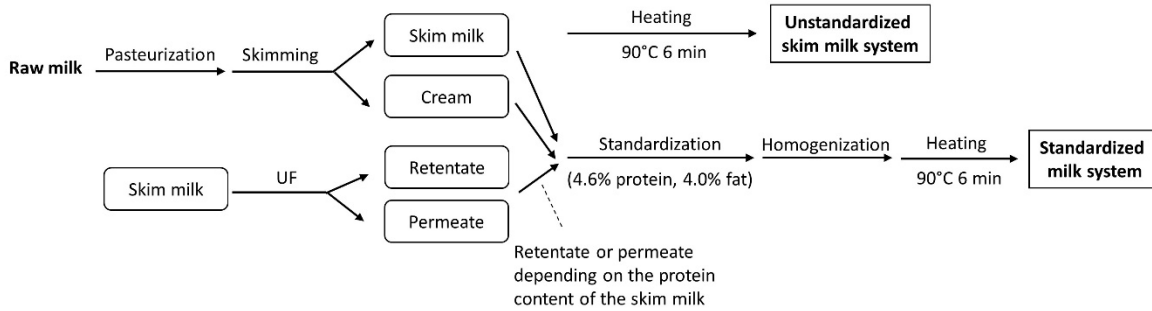 Raw milk
Pasteurization
Skimming
Skim milk
Cream
Heating
90°C 6 min
Unstandardized
skim milk system
Skim milk
UF
Retentate
Permeate
Standardization
(4.6% protein, 4.0% fat)
Homogenization
Heating
90°C 6 min
Standardized
milk system
Retentate or permeate
depending on the protein
content of the skim milk